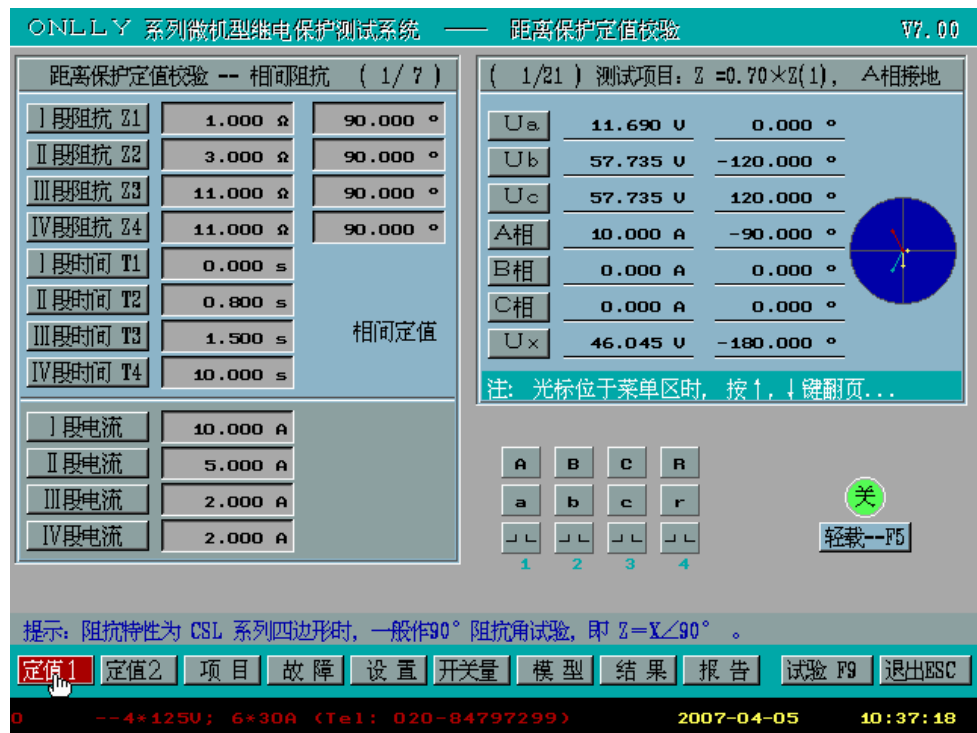 ONLLY 系列微机型继电保护测试系统 —— 距离保护定值校验 V7.00
距离保护定值校验 -- 相间阻抗 ( 1/ 7 )
Ⅰ段阻抗 Z1 1.000 Ω 90.000 °
Ⅱ段阻抗 Z2 3.000 Ω 90.000 °
Ⅲ段阻抗 Z3 11.000 Ω 90.000 °
Ⅳ段阻抗 Z4 11.000 Ω 90.000 °
Ⅰ段时间 T1 0.000 s
Ⅱ段时间 T2 0.800 s
Ⅲ段时间 T3 1.500 s
相间定值
Ⅳ段时间 T4 10.000 s
Ⅰ段电流 10.000 A
Ⅱ段电流 5.000 A
Ⅲ段电流 2.000 A
Ⅳ段电流 2.000 A
( 1/21 ) 测试项目: Z =0.70×Z(1), A相接地
Ua 11.690 V 0.000 °
Ub 57.735 V -120.000 °
Uc 57.735 V 120.000 °
A相 10.000 A -90.000 °
B相 0.000 A 0.000 °
C相 0.000 A 0.000 °
Ux 46.045 V -180.000 °
注: 光标位于菜单区时, 按↑,↓键翻页...
A B C R
a b c r
1 2 3 4
关
轻载--F5
提示: 阻抗特性为 CSL 系列四边形时, 一般作90° 阻抗角试验, 即 Z=X∠90° 。
定值1 定值2 项 目 故 障 设 置 开关量 模 型 结 果 报 告 试验 F9 退出ESC
0 --4*125V; 6*30A (Tel: 020-84797299) 2007-04-05 10:37:18